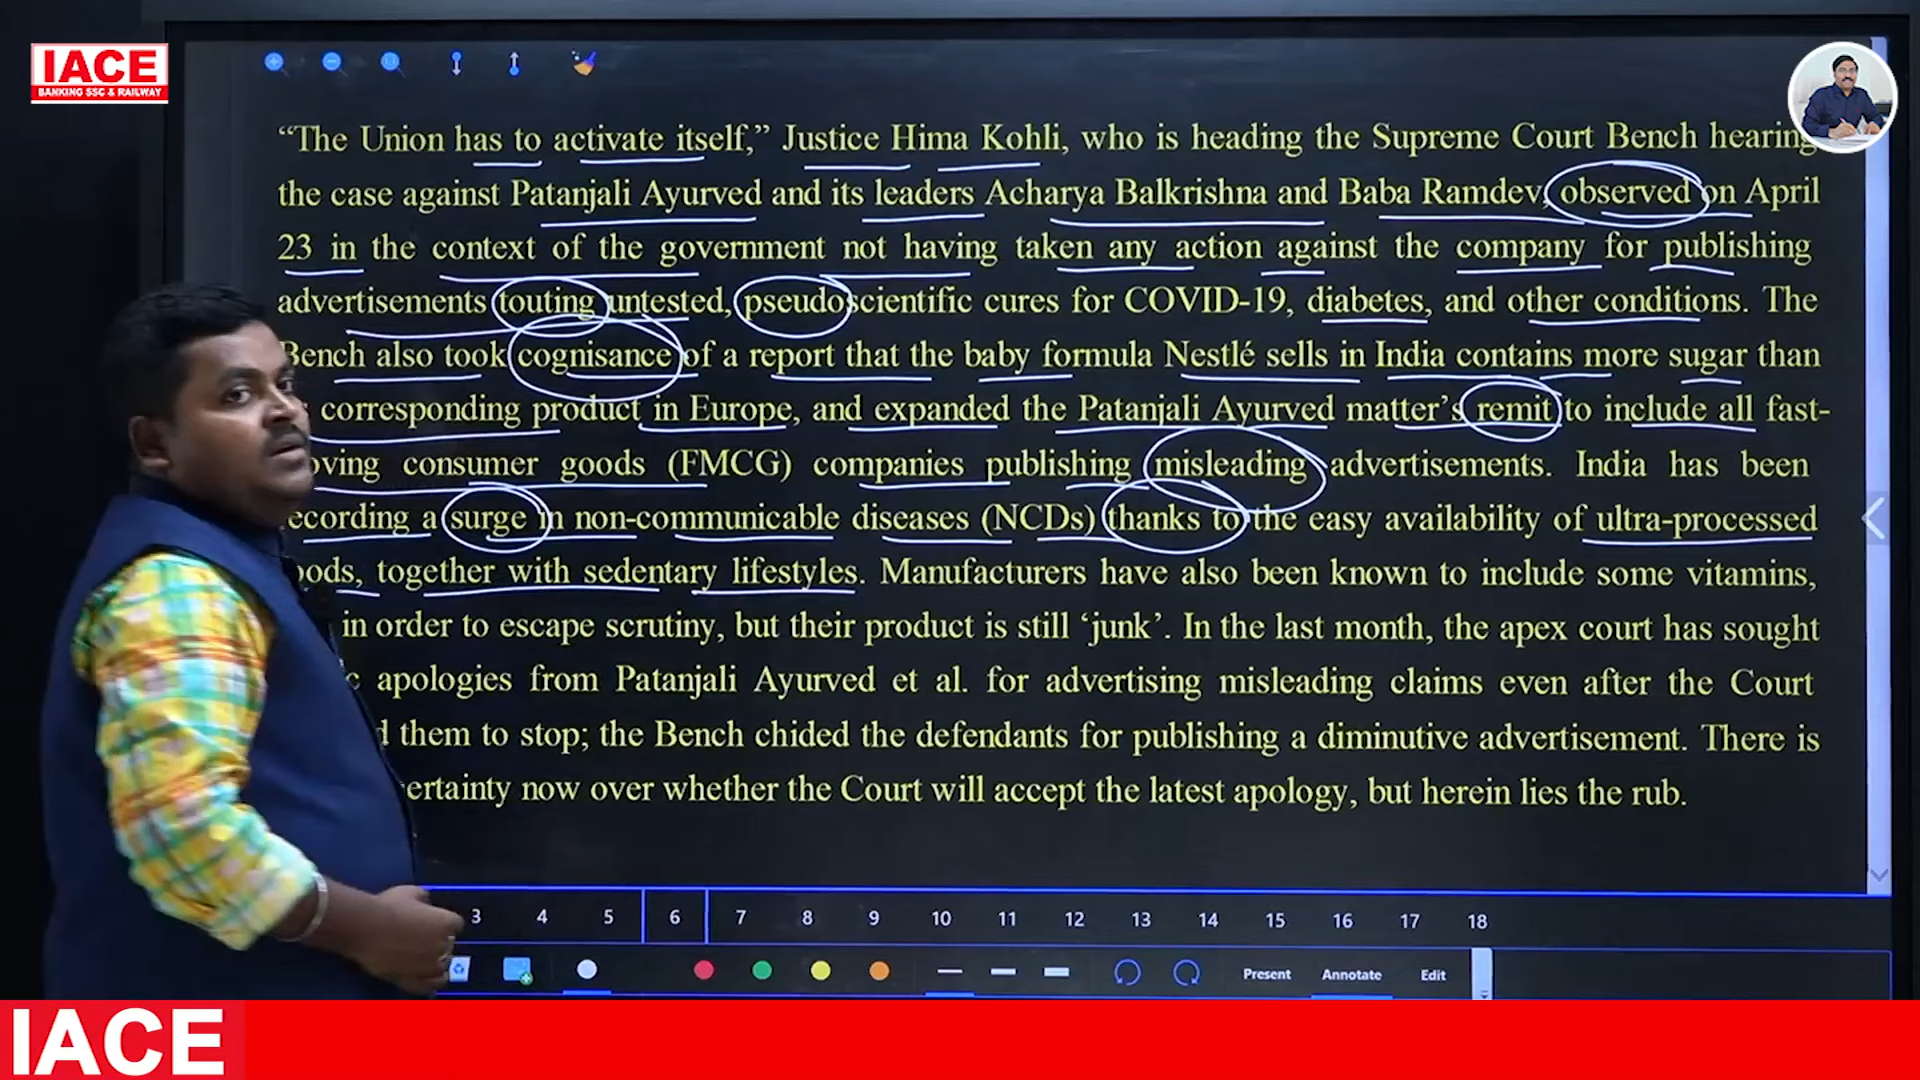 IACE
BANKING SSC & RAILWAY
“The Union has to activate itself,” Justice Hima Kohli, who is heading the Supreme Court Bench hearing
the case against Patanjali Ayurved and its leaders Acharya Balkrishna and Baba Ramdev, observed on April
23 in the context of the government not having taken any action against the company for publishing
advertisements touting untested, pseudoscientific cures for COVID-19, diabetes, and other conditions. The
Bench also took cognisance of a report that the baby formula Nestlé sells in India contains more sugar than
corresponding product in Europe, and expanded the Patanjali Ayurved matter’s remit to include all fast-
consumer goods (FMCG) companies publishing misleading advertisements. India has been
recording a surge in non-communicable diseases (NCDs) thanks to the easy availability of ultra-processed
together with sedentary lifestyles. Manufacturers have also been known to include some vitamins,
in order to escape scrutiny, but their product is still ‘junk’. In the last month, the apex court has sought
apologies from Patanjali Ayurved et al. for advertising misleading claims even after the Court
them to stop; the Bench chided the defendants for publishing a diminutive advertisement. There is
now over whether the Court will accept the latest apology, but herein lies the rub.
3 4 5 6 7 8 9 10 11 12 13 14 15 16 17 18
Present Annotate Edit
IACE